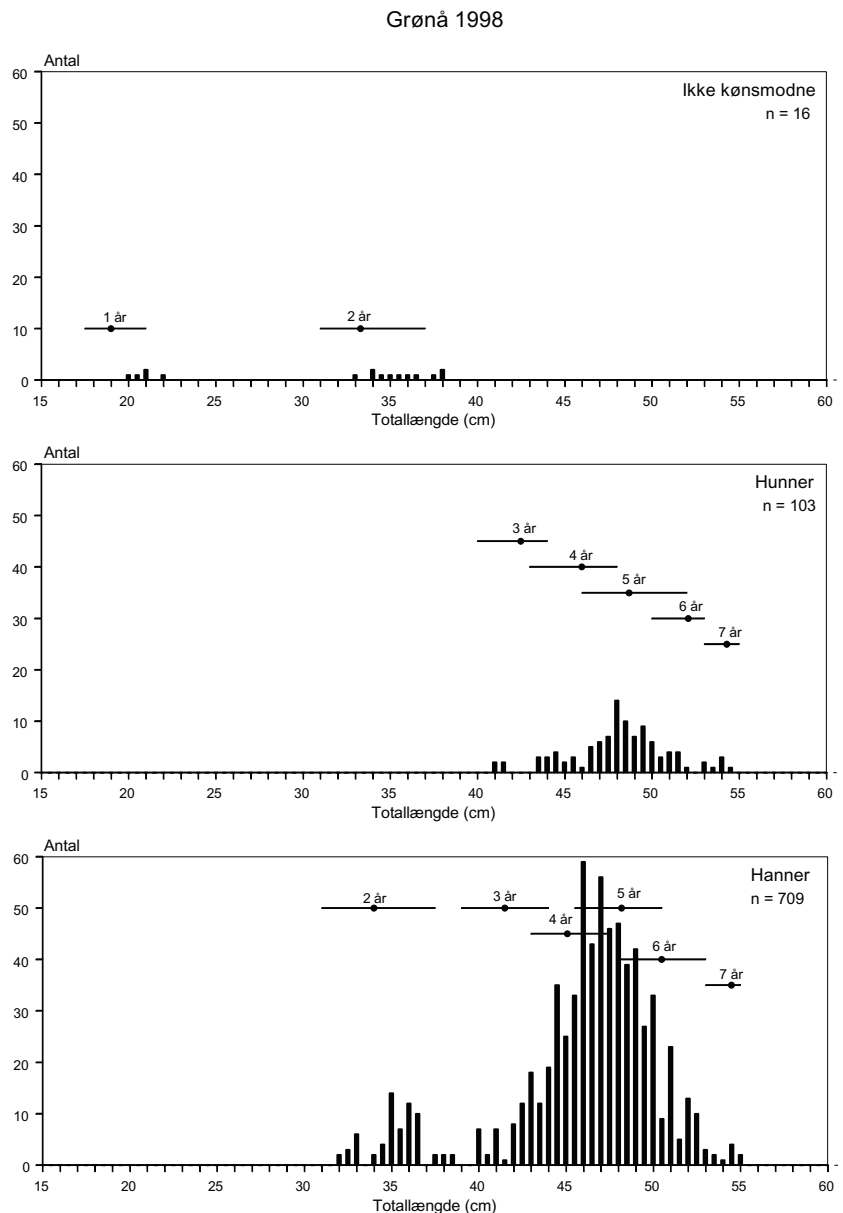 Grønå 1998
Antal
Ikke kønsmodne
n = 16
60
50
40
30
20
10
0
1 år
2 år
15 20 25 30 35 40 45 50 55 60
Totallængde (cm)
Antal
Hunner
n = 103
60
50
40
30
20
10
0
3 år
4 år
5 år
6 år
7 år
15 20 25 30 35 40 45 50 55 60
Totallængde (cm)
Antal
Hanner
n = 709
60
50
40
30
20
10
0
2 år
3 år
5 år
4 år
6 år
7 år
15 20 25 30 35 40 45 50 55 60
Totallængde (cm)